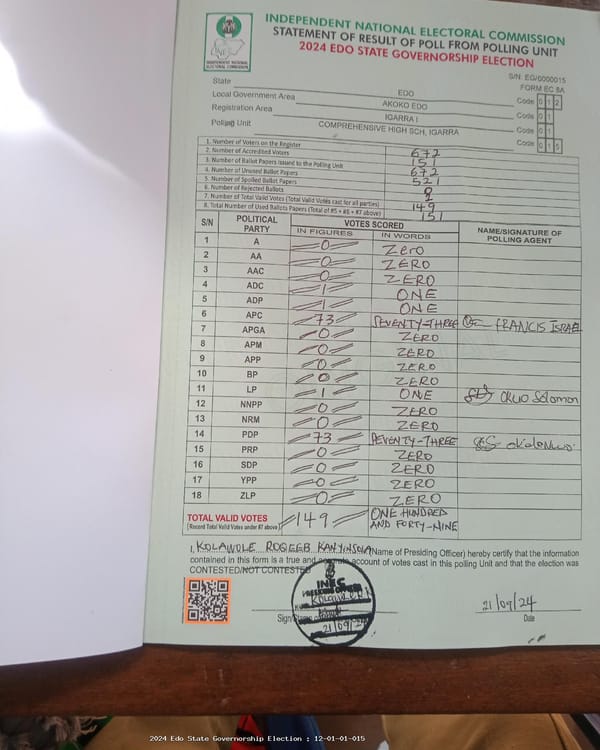 INDEPENDENT NATIONAL ELECTORAL COMMISSION
STATEMENT OF RESULT OF POLL FROM POLLING UNIT
2024 EDO STATE GOVERNORSHIP ELECTION
INDEPENDENT NATIONAL
ELECTORAL COMMISSION
S/N: EG/0000015
FORM EC 8A
State EDO
Local Government Area AKOKO EDO Code 0 1 2
Registration Area IGARRA I Code 0 1
Polling Unit COMPREHENSIVE HIGH SCH, IGARRA Code 0 1
Code 0 1 5
1. Number of Voters on the Register 672
2. Number of Accredited Voters 151
3. Number of Ballot Papers Issued to the Polling Unit 672
4. Number of Unused Ballot Papers 521
5. Number of Spoiled Ballot Papers 0
6. Number of Rejected Ballots 2
7. Number of Total Valid Votes (Total Valid Votes cast for all parties) 149
8. Total Number of Used Ballots Papers (Total of #5 + #6 + #7 above) 151
S/N POLITICAL PARTY VOTES SCORED NAME/SIGNATURE OF POLLING AGENT
IN FIGURES IN WORDS
1 A 0 Zero
2 AA 0 ZERO
3 AAC 0 ZERO
4 ADC 1 ONE
5 ADP 1 ONE
6 APC 73 SEVENTY-THREE FRANCIS ISRAEL
7 APGA 0 ZERO
8 APM 0 ZERO
9 APP 0 ZERO
10 BP 0 ZERO
11 LP 1 ONE Solomon
12 NNPP 0 ZERO
13 NRM 0 ZERO
14 PDP 73 SEVENTY-THREE
15 PRP 0 ZERO
16 SDP 0 ZERO
17 YPP 0 ZERO
18 ZLP 0 ZERO
TOTAL VALID VOTES 149 ONE HUNDRED
(Record Total Valid Votes under #7 above) AND FORTY-NINE
I, KOLAWOLE ROQEEB KANYINSOLA (Name of Presiding Officer) hereby certify that the information
contained in this form is a true and account of votes cast in this polling Unit and that the election was
CONTESTED/NOT CONTESTED
INEC
PRESIDING OFFICER
21/09/24
21/09/24
Date
2024 Edo State Governorship Election : 12-01-01-015